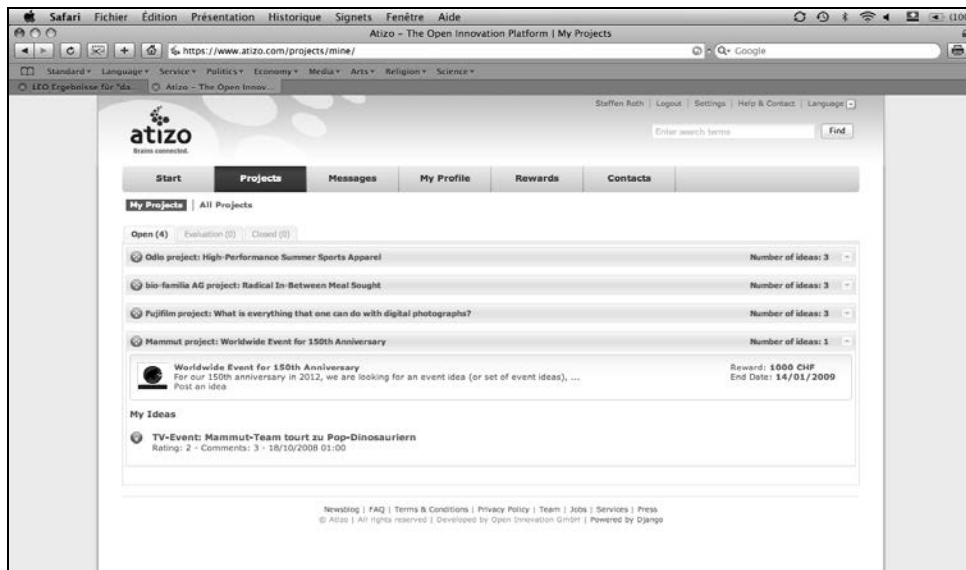 Safari Fichier Édition Présentation Historique Signets Fenêtre Aide (100
Atizo – The Open Innovation Platform | My Projects
https://www.atizo.com/projects/mine/ Google
Standard Language Service Politics Economy Media Arts Religion Science
LEO Ergebnisse für "da... Atizo – The Open Innov...
Steffen Roth | Logout | Settings | Help & Contact | Language
atizo
Brains connected.
Enter search terms Find
Start Projects Messages My Profile Rewards Contacts
My Projects | All Projects
Open (4) Evaluation (0) Closed (0)
Odlo project: High-Performance Summer Sports Apparel Number of ideas: 3
bio-familia AG project: Radical In-Between Meal Sought Number of ideas: 3
Fujifilm project: What is everything that one can do with digital photographs? Number of ideas: 3
Mammut project: Worldwide Event for 150th Anniversary Number of ideas: 1
Worldwide Event for 150th Anniversary Reward: 1000 CHF
For our 150th anniversary in 2012, we are looking for an event idea (or set of event ideas), ... End Date: 14/01/2009
Post an idea
My Ideas
TV-Event: Mammut-Team tourt zu Pop-Dinosauriern
Rating: 2 - Comments: 3 - 18/10/2008 01:00
Newsblog | FAQ | Terms & Conditions | Privacy Policy | Team | Jobs | Services | Press
© Atizo | All rights reserved | Developed by Open Innovation GmbH | Powered by Django